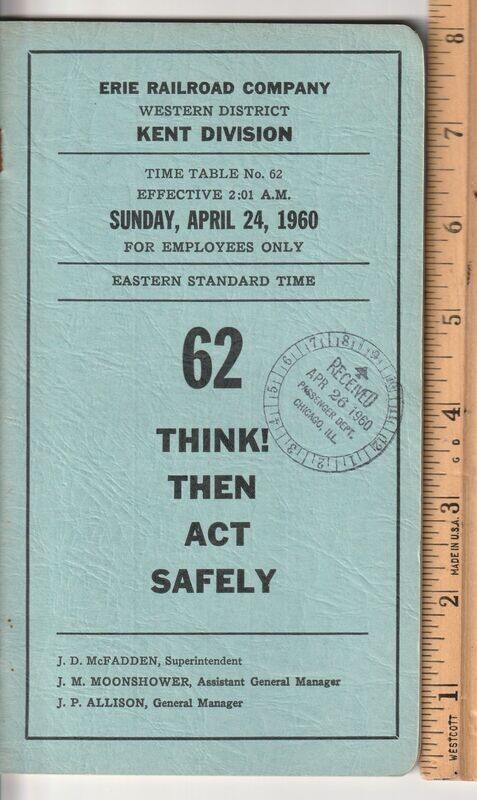 ERIE RAILROAD COMPANY
WESTERN DISTRICT
KENT DIVISION
TIME TABLE No. 62
EFFECTIVE 2:01 A.M.
SUNDAY, APRIL 24, 1960
FOR EMPLOYEES ONLY
EASTERN STANDARD TIME
62
RECEIVED
APR 26 1960
PASSENGER DEPT.
CHICAGO, ILL.
THINK!
THEN
ACT
SAFELY
J. D. McFADDEN, Superintendent
J. M. MOONSHOWER, Assistant General Manager
J. P. ALLISON, General Manager
8
7
6
5
4
3
2
1
MADE IN U.S.A.
WESTCOTT